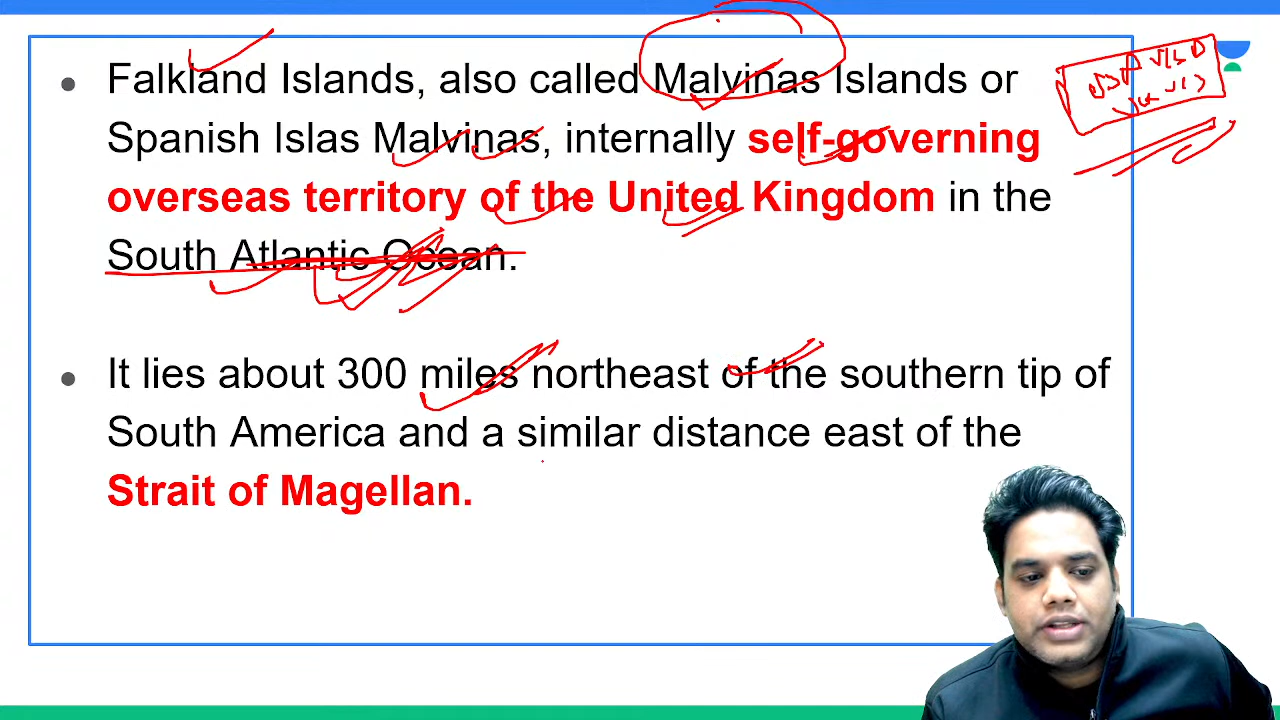 Falkland Islands, also called Malvinas Islands or
Spanish Islas Malvinas, internally self-governing
overseas territory of the United Kingdom in the
South Atlantic Ocean.
It lies about 300 miles northeast of the southern tip of
South America and a similar distance east of the
Strait of Magellan.